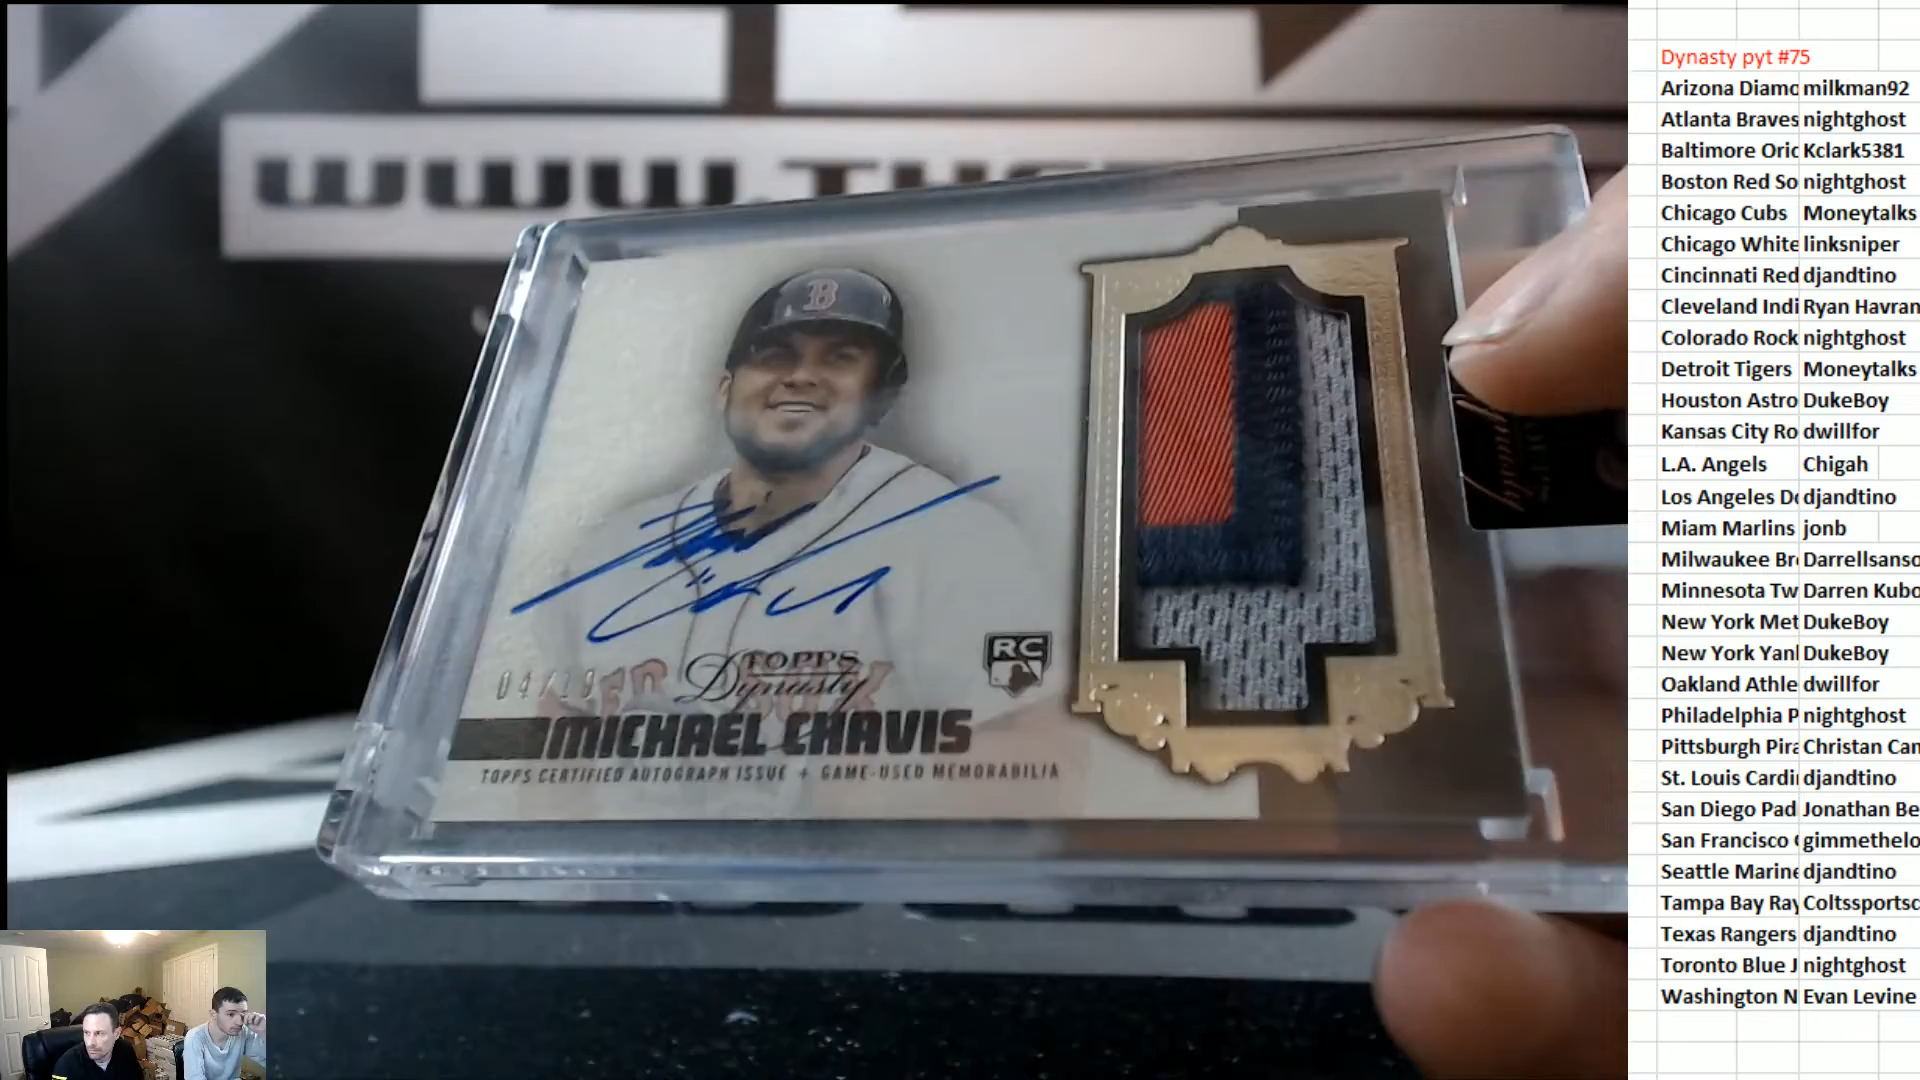 Dynasty pyt #75
Arizona Diamo milkman92
Atlanta Braves nightghost
Baltimore Oric Kclark5381
Boston Red So nightghost
Chicago Cubs Moneytalks
Chicago White linksniper
Cincinnati Red djandtino
Cleveland Indi Ryan Havran
Colorado Rock nightghost
Detroit Tigers Moneytalks
Houston Astro DukeBoy
Kansas City Ro dwillfor
L.A. Angels Chigah
Los Angeles Do djandtino
Miam Marlins jonb
Milwaukee Bre Darrellsanso
Minnesota Tw Darren Kubo
New York Met DukeBoy
New York Yanl DukeBoy
Oakland Athle dwillfor
Philadelphia P nightghost
Pittsburgh Pira Christan Can
St. Louis Cardi djandtino
San Diego Pad Jonathan Be
San Francisco gimmethelo
Seattle Marine djandtino
Tampa Bay Ray Coltssportsc
Texas Rangers djandtino
Toronto Blue J nightghost
Washington N Evan Levine
WWW.
B
RC
TOPPS
Dynasty
MICHAEL CHAVIS
TOPPS CERTIFIED AUTOGRAPH ISSUE + GAME-USED MEMORABILIA